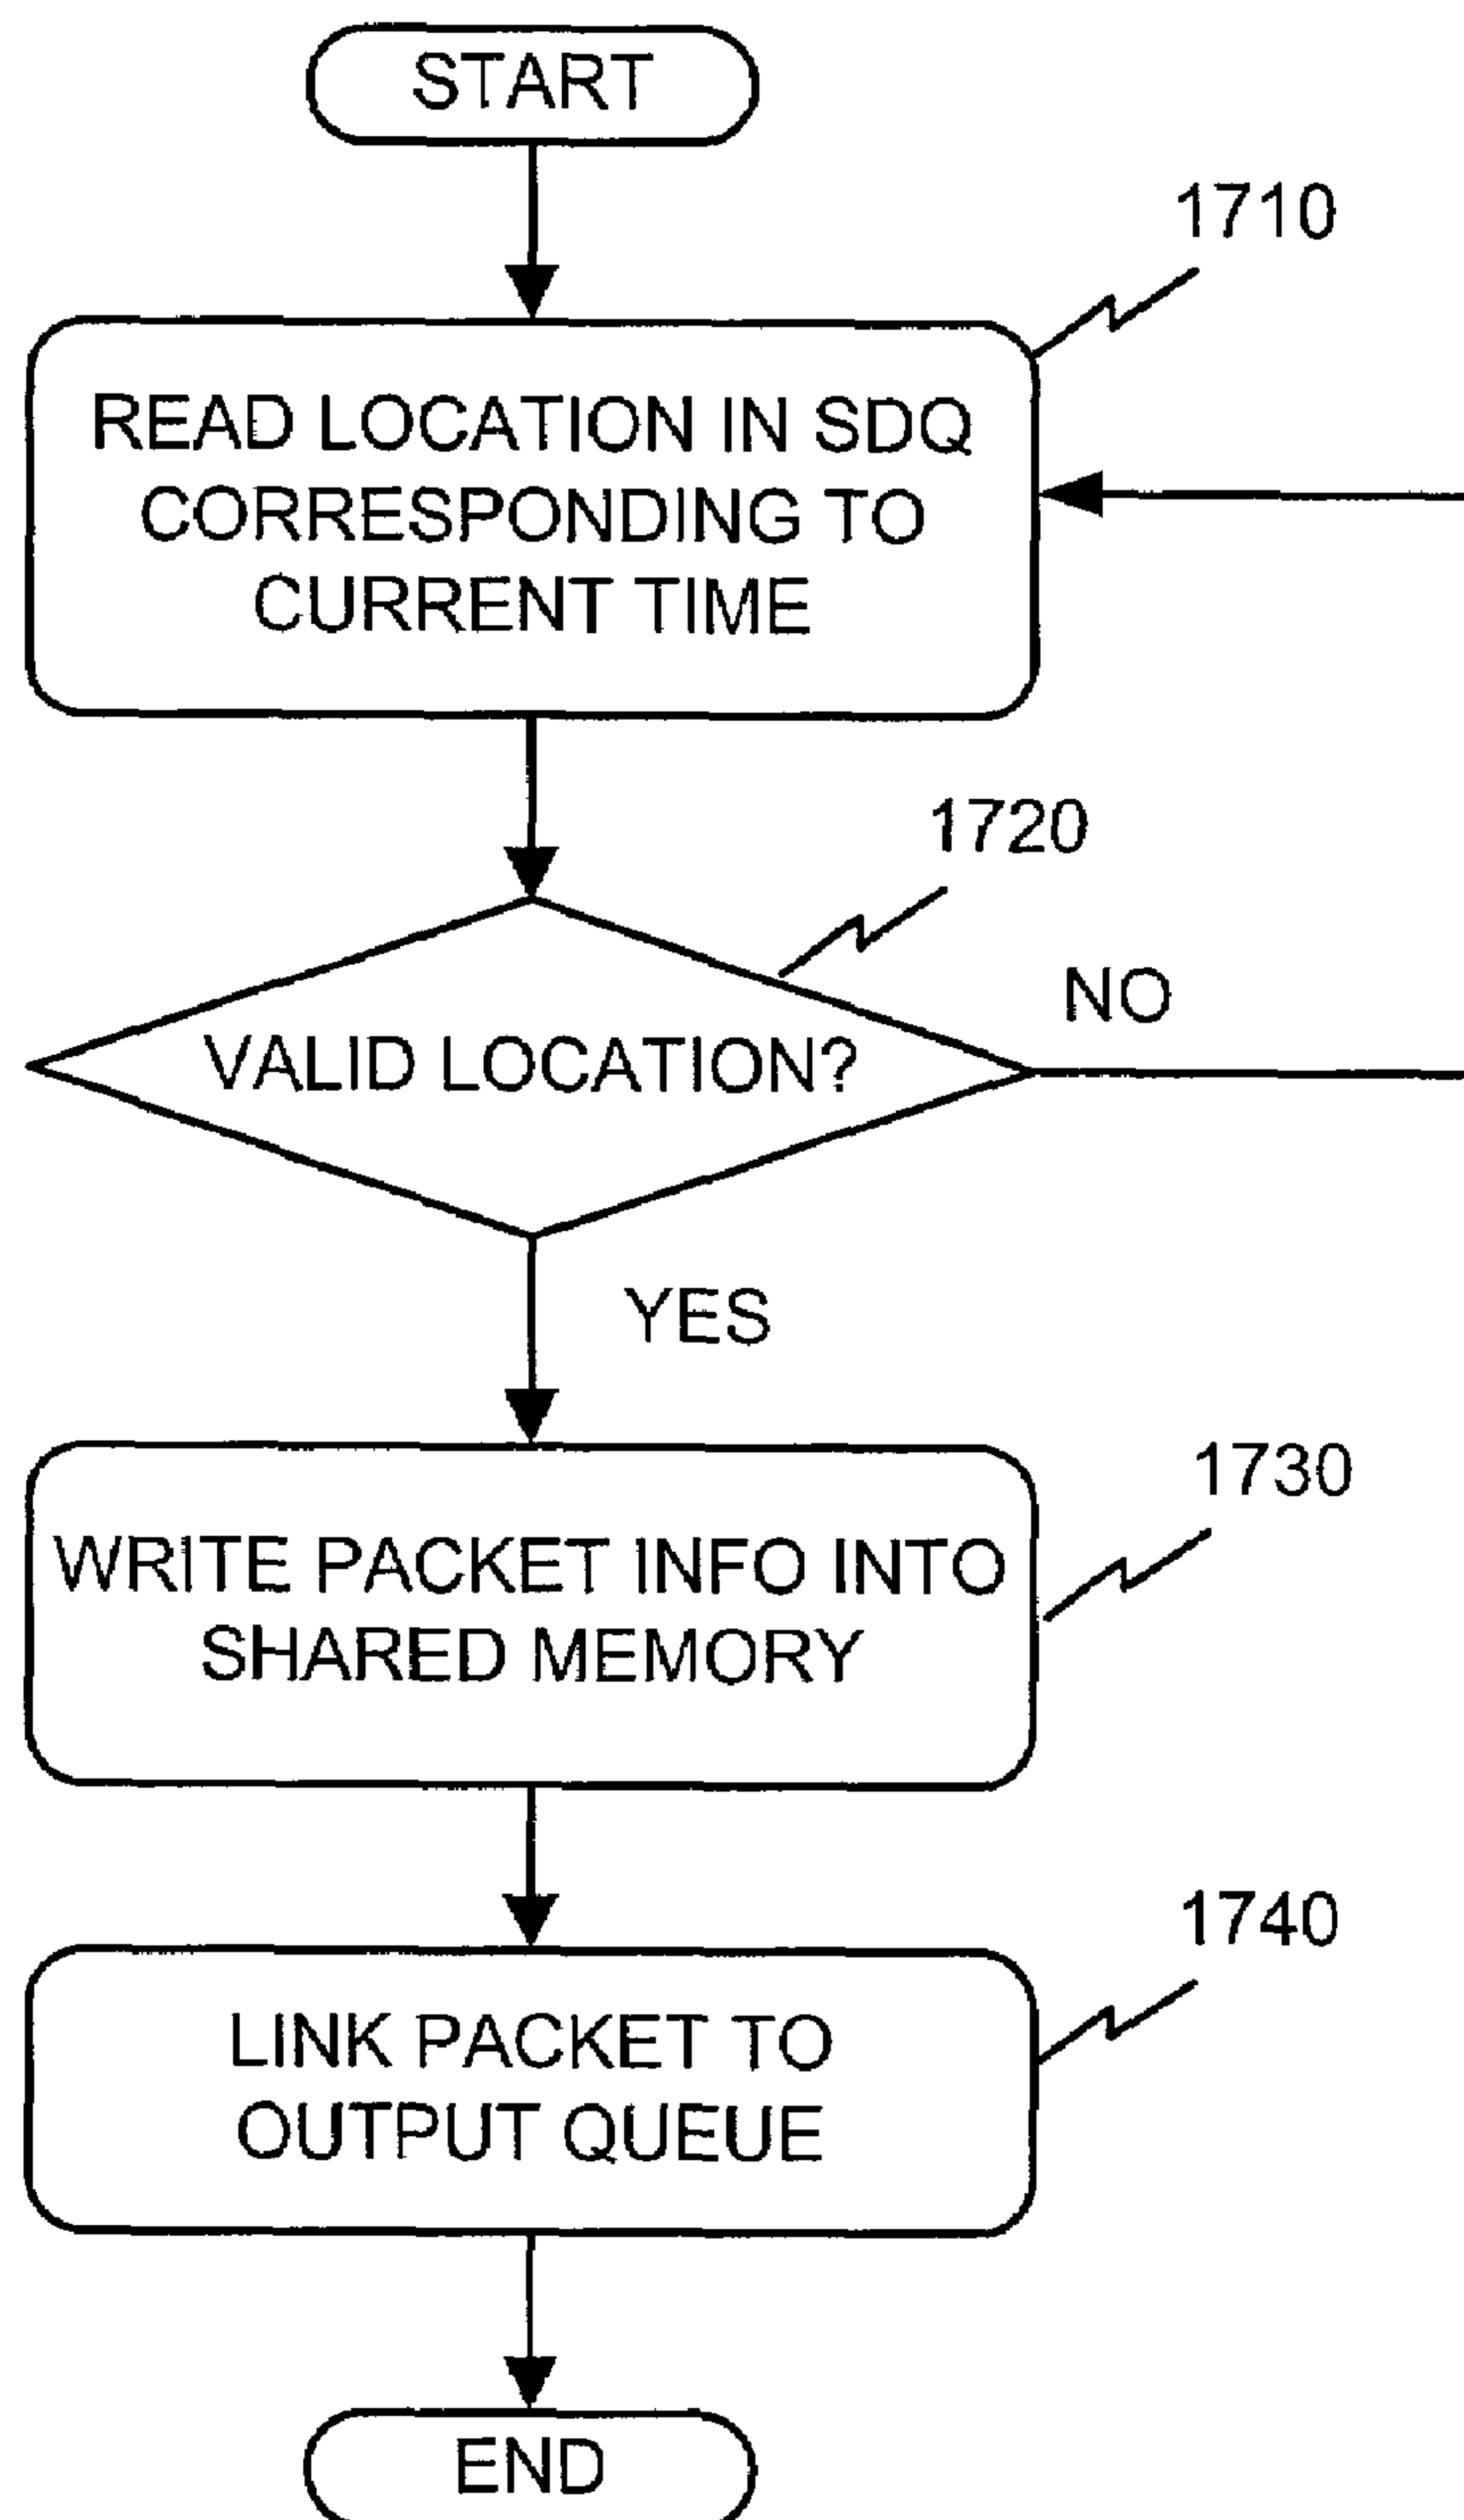 START
1710
READ LOCATION IN SDQ
CORRESPONDING TO
CURRENT TIME
1720
NO
VALID LOCATION?
YES
1730
WRITE PACKET INFO INTO
SHARED MEMORY
1740
LINK PACKET TO
OUTPUT QUEUE
END